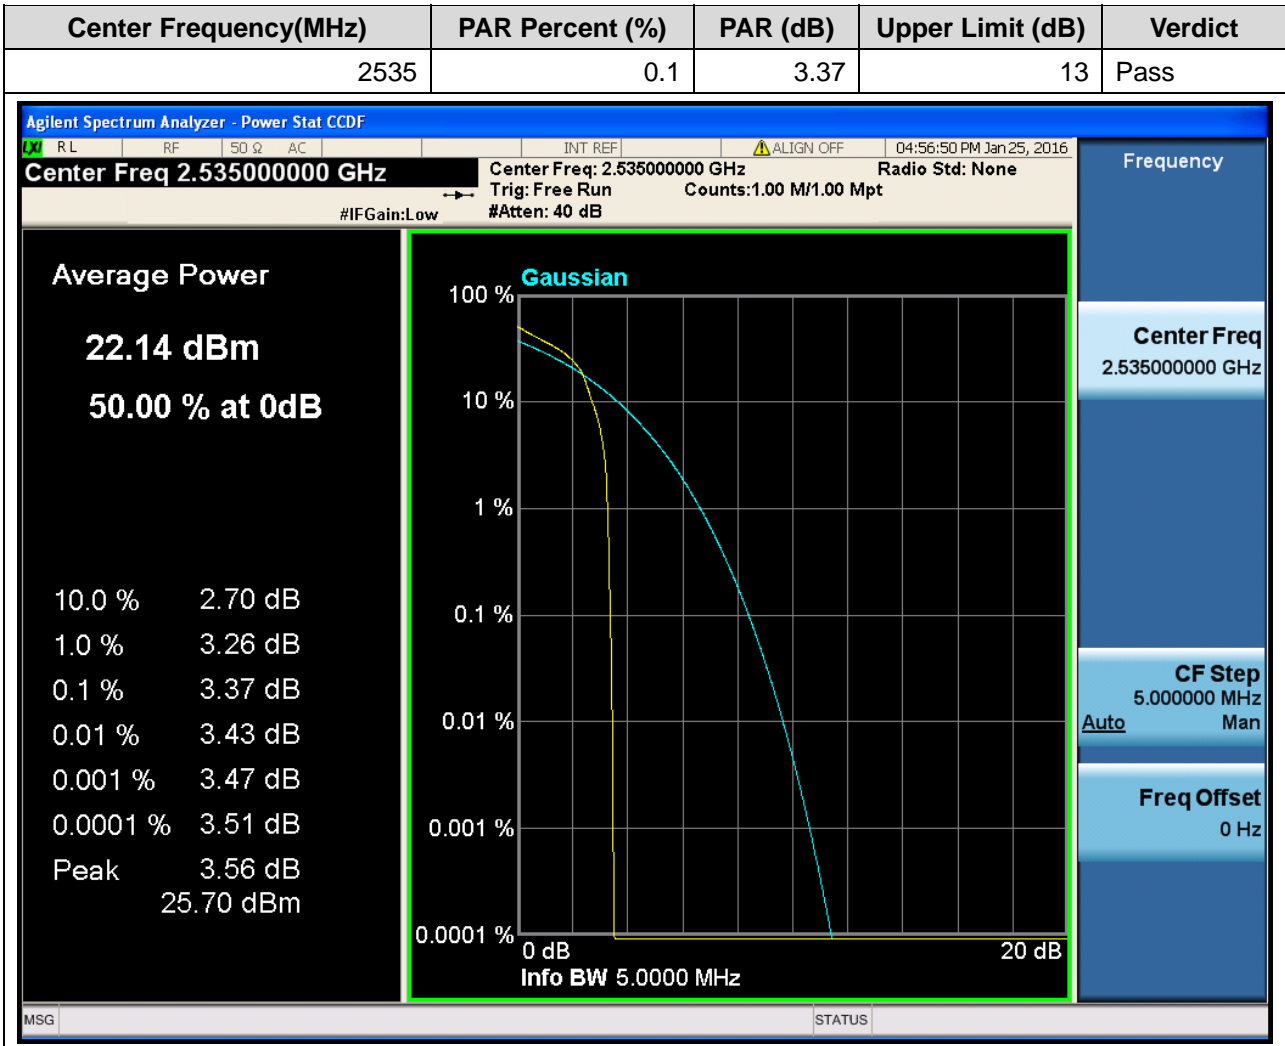 Center Frequency(MHz) PAR Percent (%) PAR (dB) Upper Limit (dB) Verdict
2535 0.1 3.37 13 Pass
Agilent Spectrum Analyzer - Power Stat CCDF
LXI RL RF 50 Ω AC INT REF ALIGN OFF 04:56:50 PM Jan 25, 2016
Center Freq 2.535000000 GHz
Center Freq: 2.535000000 GHz Radio Std: None
Trig: Free Run Counts:1.00 M/1.00 Mpt
#IFGain:Low #Atten: 40 dB
Average Power
22.14 dBm
50.00 % at 0dB
10.0 % 2.70 dB
1.0 % 3.26 dB
0.1 % 3.37 dB
0.01 % 3.43 dB
0.001 % 3.47 dB
0.0001 % 3.51 dB
Peak 3.56 dB
25.70 dBm
Gaussian
100 %
10 %
1 %
0.1 %
0.01 %
0.001 %
0.0001 %
0 dB 20 dB
Info BW 5.0000 MHz
Frequency
Center Freq
2.535000000 GHz
CF Step
5.000000 MHz
Auto Man
Freq Offset
0 Hz
MSG STATUS